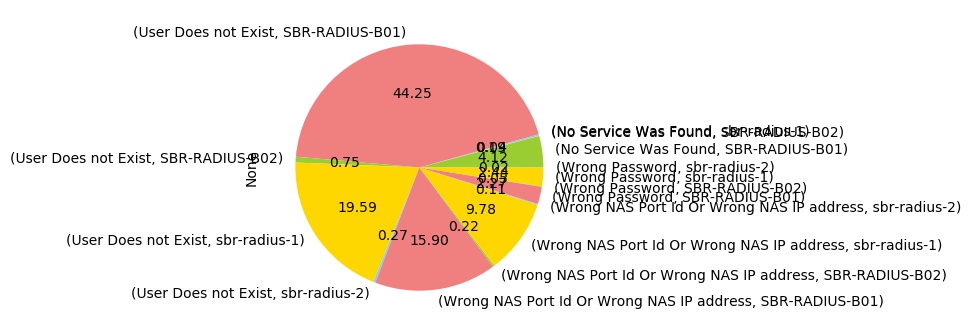 (User Does not Exist, SBR-RADIUS-B01)
44.25
(No Service Was Found, SBR-RADIUS-B02)
(No Service Was Found, SBR-RADIUS-B01)
4.12
(User Does not Exist, SBR-RADIUS-B02)
0.75
None
(Wrong Password, sbr-radius-2)
0.02
(Wrong Password, sbr-radius-1)
(Wrong Password, SBR-RADIUS-B02)
(Wrong Password, SBR-RADIUS-B01)
0.11
(Wrong NAS Port Id Or Wrong NAS IP address, sbr-radius-2)
19.59
9.78
0.22
(User Does not Exist, sbr-radius-1)
0.27
15.90
(Wrong NAS Port Id Or Wrong NAS IP address, sbr-radius-1)
(Wrong NAS Port Id Or Wrong NAS IP address, SBR-RADIUS-B02)
(User Does not Exist, sbr-radius-2)
(Wrong NAS Port Id Or Wrong NAS IP address, SBR-RADIUS-B01)